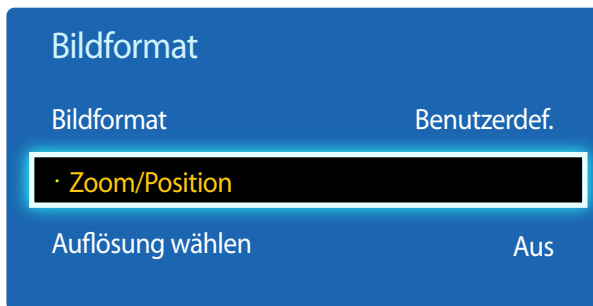 Bildformat
Bildformat Benutzerdef.
· Zoom/Position
Auflösung wählen Aus